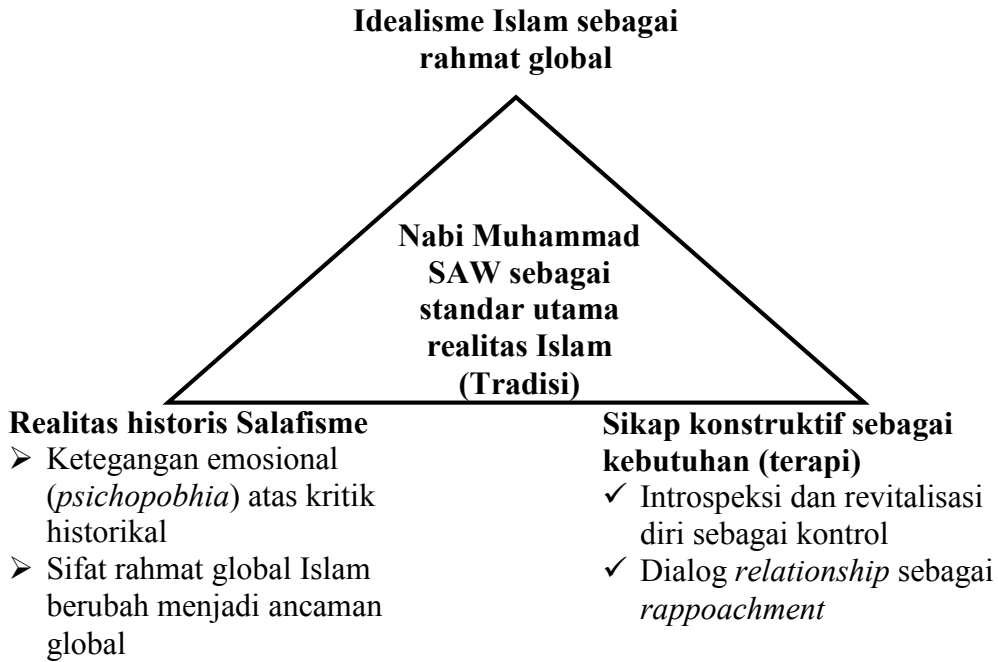 Idealisme Islam sebagai
rahmat global
Nabi Muhammad
SAW sebagai
standar utama
realitas Islam
(Tradisi)
Realitas historis Salafisme
➢ Ketegangan emosional
(psichopobhia) atas kritik
historikal
➢ Sifat rahmat global Islam
berubah menjadi ancaman
global
Sikap konstruktif sebagai
kebutuhan (terapi)
✓ Introspeksi dan revitalisasi
diri sebagai kontrol
✓ Dialog relationship sebagai
rappoachment